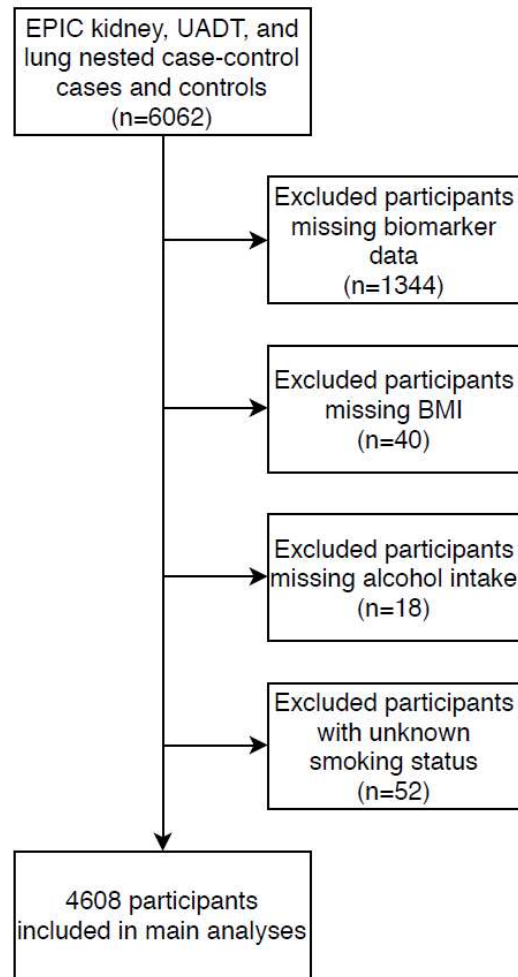 EPIC kidney, UADT, and
lung nested case-control
cases and controls
(n=6062)
Excluded participants
missing biomarker
data
(n=1344)
Excluded participants
missing BMI
(n=40)
Excluded participants
missing alcohol intake
(n=18)
Excluded participants
with unknown
smoking status
(n=52)
4608 participants
included in main analyses